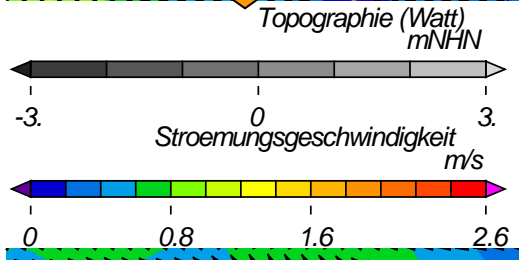 Topographie (Watt)
mNHN
-3. 0 3.
Stroemungsgeschwindigkeit
m/s
0 0.8 1.6 2.6